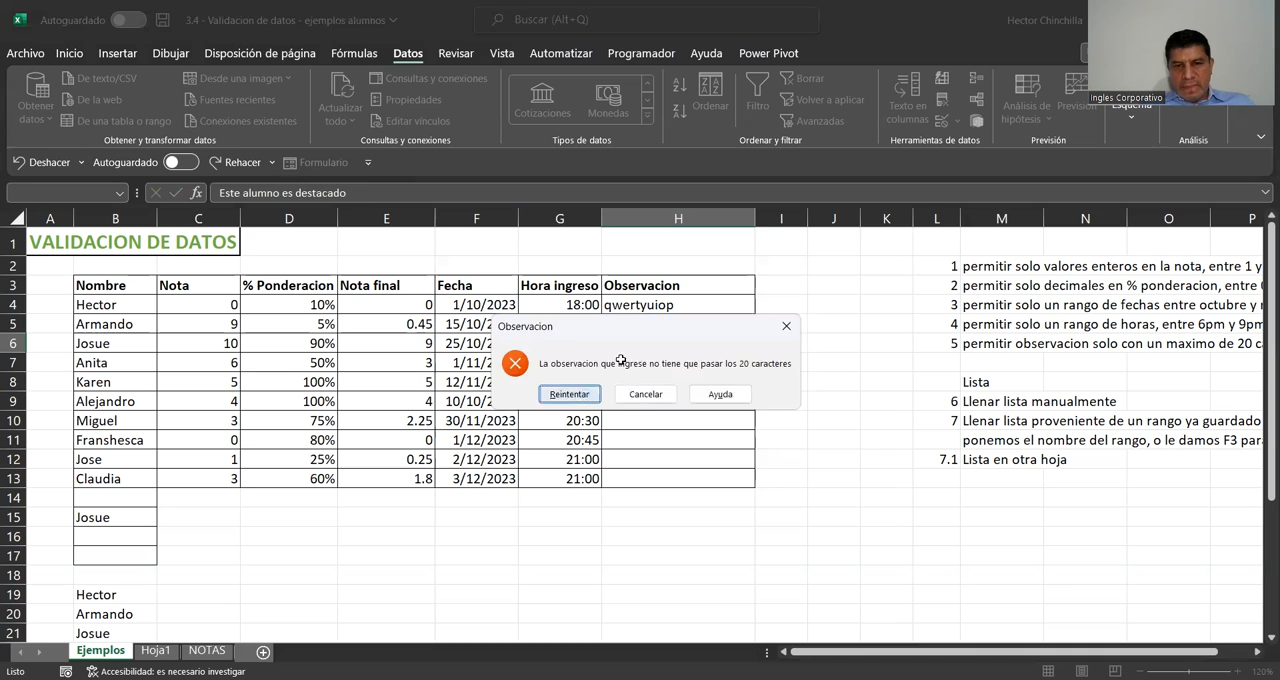 Autoguardado
3.4 - Validacion de datos - ejemplos alumnos
Buscar (Alt+Q)
Hector Chinchilla
Archivo Inicio Insertar Dibujar Disposición de página Fórmulas Datos Revisar Vista Automatizar Programador Ayuda Power Pivot
Ingles Corporativo
Obtener datos
De texto/CSV
De la web
De una tabla o rango
Desde una imagen
Fuentes recientes
Conexiones existentes
Obtener y transformar datos
Actualizar todo
Consultas y conexiones
Propiedades
Editar vínculos
Consultas y conexiones
Cotizaciones
Monedas
Tipos de datos
Ordenar
Filtro
Borrar
Volver a aplicar
Avanzadas
Ordenar y filtrar
Texto en columnas
Herramientas de datos
Análisis de hipótesis
Previsión
Esquema
Análisis
Deshacer Autoguardado Rehacer Formulario
fx Este alumno es destacado
A B C D E F G H I J K L M N O P
1 VALIDACION DE DATOS
2 1 permitir solo valores enteros en la nota, entre 1 y
3 Nombre Nota % Ponderacion Nota final Fecha Hora ingreso Observacion 2 permitir solo decimales en % ponderacion, entre
4 Hector 0 10% 0 1/10/2023 18:00 qwertyuiop 3 permitir solo un rango de fechas entre octubre y
5 Armando 9 5% 0.45 15/10/2 4 permitir solo un rango de horas, entre 6pm y 9pm
6 Josue 10 90% 9 25/10/2 5 permitir observacion solo con un maximo de 20
7 Anita 6 50% 3 1/11/2
8 Karen 5 100% 5 12/11/2 Lista
9 Alejandro 4 100% 4 10/10/2 6 Llenar lista manualmente
10 Miguel 3 75% 2.25 30/11/2023 20:30 7 Llenar lista proveniente de un rango ya guardado
11 Franshesca 0 80% 0 1/12/2023 20:45 ponemos el nombre del rango, o le damos F3
12 Jose 1 25% 0.25 2/12/2023 21:00 7.1 Lista en otra hoja
13 Claudia 3 60% 1.8 3/12/2023 21:00
14
15 Josue
16
17
18
19 Hector
20 Armando
21 Josue
Observacion
La observacion que ingrese no tiene que pasar los 20 caracteres
Reintentar Cancelar Ayuda
Ejemplos Hoja1 NOTAS
Listo Accesibilidad: es necesario investigar 120%